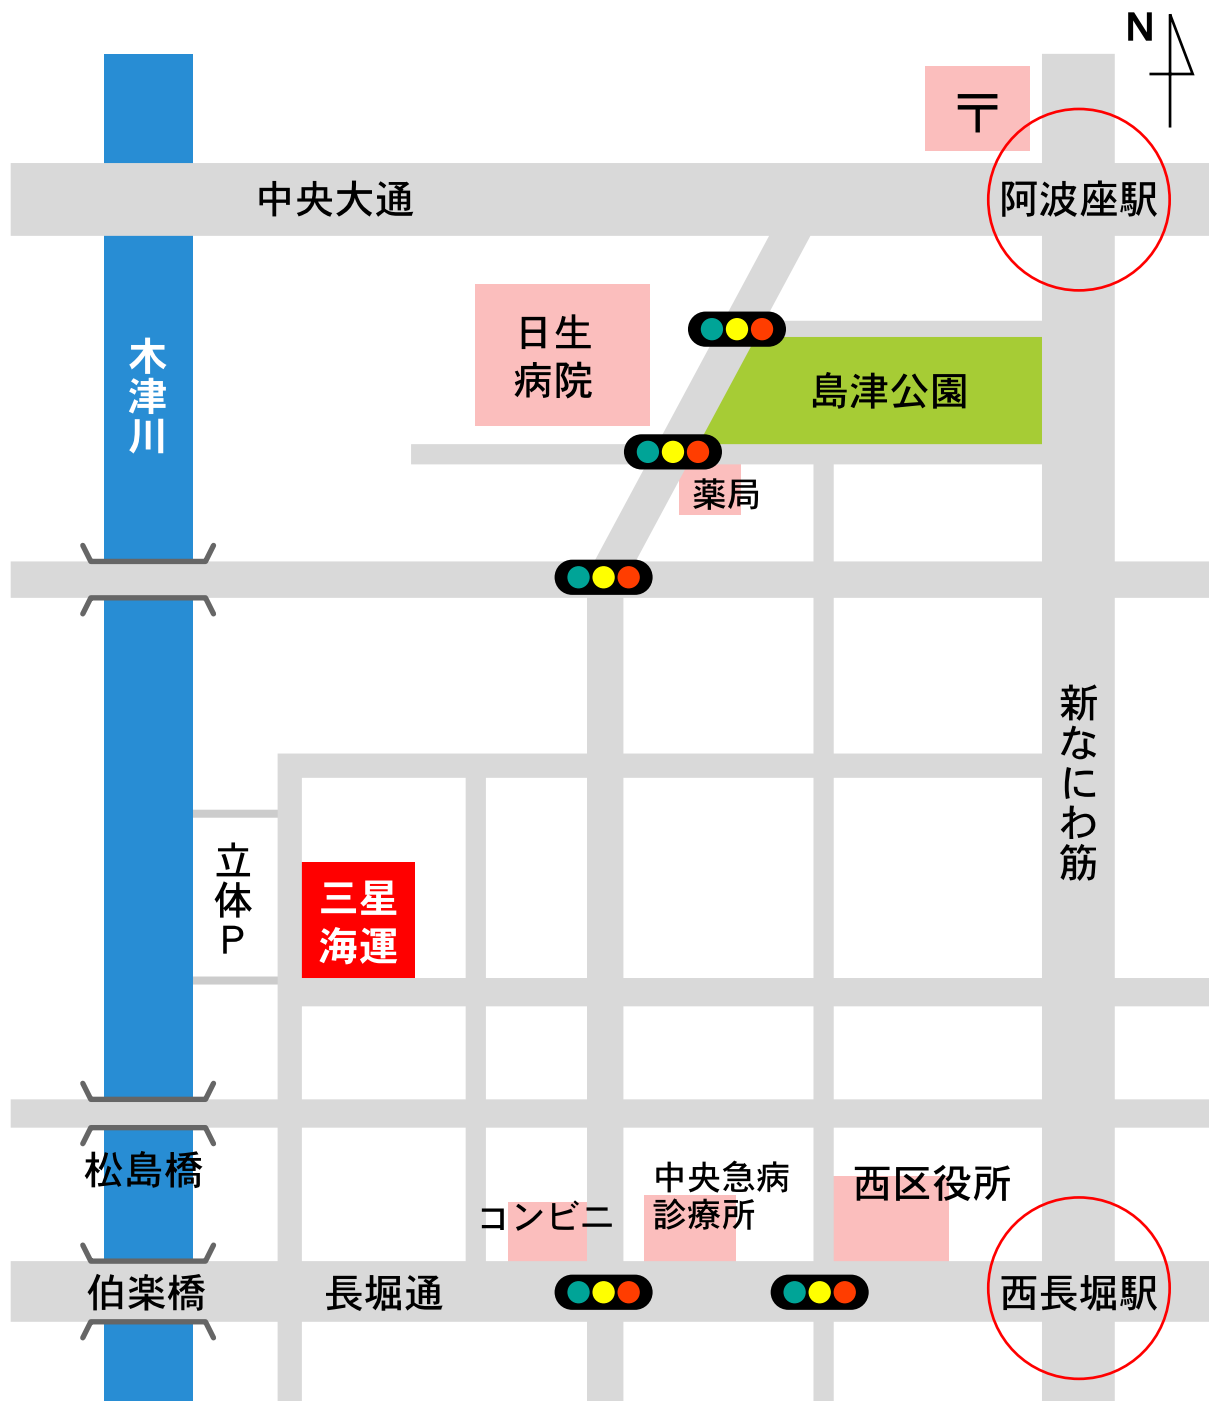 N
〒
中央大通
阿波座駅
日生
病院
木津川
島津公園
薬局
新なにわ筋
立体P
三星
海運
松島橋
中央急病
診療所
西区役所
コンビニ
伯楽橋
長堀通
西長堀駅